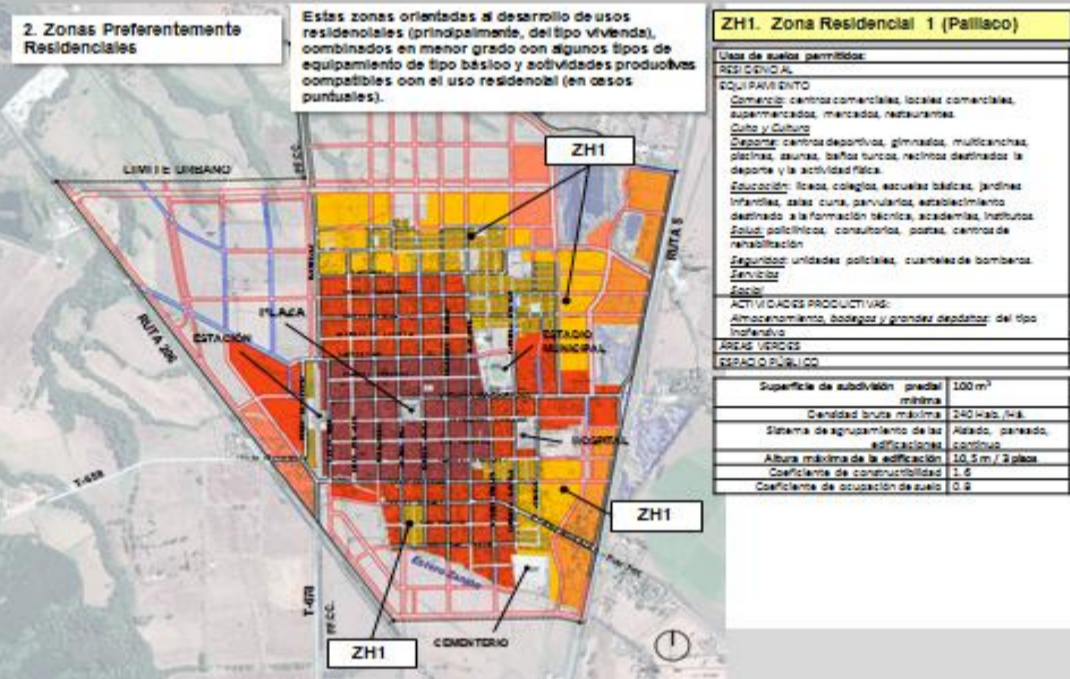 2. Zonas Preferentemente
Residenciales
Estas zonas orientadas al desarrollo de usos
residenciales (principalmente, del tipo vivienda),
combinados en menor grado con algunos tipos de
equipamiento de tipo básico y actividades productivas
compatibles con el uso residencial (en casos
puntuales).
ZH1. Zona Residencial 1 (Paillaco)
Usos de suelos permitidos:
RESIDENCIAL
EQUIPAMIENTO
Comercio: centros comerciales, locales comerciales,
supermercados, mercados, restaurantes.
Culto y Cultura
Deporte: centros deportivos, gimnasios, multicanchas,
piscinas, saunas, baños turcos, recintos destinados la
deporte y la actividad física.
Educación: liceos, colegios, escuelas básicas, jardines
infantiles, salas cuna, parvularios, establecimiento
destinado a la formación técnica, academias, institutos
Salud: policlínicos, consultorios, postas, centros de
rehabilitación
Seguridad: unidades policiales, cuarteles de bomberos.
Servicios
Social
ACTIVIDADES PRODUCTIVAS:
Almacenamiento, bodegas y grandes depósitos: del tipo
inofensivo
ÁREAS VERDES
ESPACIO PÚBLICO
Superficie de subdivisión predial mínima 100 m²
Densidad bruta máxima 240 Hab./Há.
Sistema de agrupamiento de las edificaciones Aislado, pareado, continuo
Altura máxima de la edificación 10,5 m / 3 pisos
Coeficiente de constructibilidad 1.6
Coeficiente de ocupación de suelo 0.8
ZH1
LIMITE URBANO
FF.CC.
RUTA 5
PLAZA
ESTACIÓN
RUTA 206
ESTADIO
MUNICIPAL
HOSPITAL
T-688
ZH1
Estero Zanjón
T-678
FF.CC.
CEMENTERIO
ZH1